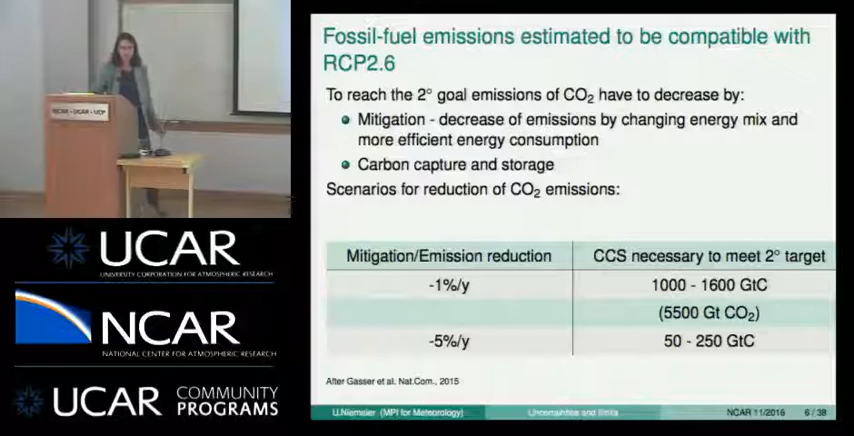 NCAR - UCAR - UCP
UCAR
UNIVERSITY CORPORATION FOR ATMOSPHERIC RESEARCH
NCAR
NATIONAL CENTER FOR ATMOSPHERIC RESEARCH
UCAR COMMUNITY
PROGRAMS
Fossil-fuel emissions estimated to be compatible with
RCP2.6
To reach the 2° goal emissions of CO₂ have to decrease by:
Mitigation - decrease of emissions by changing energy mix and
more efficient energy consumption
Carbon capture and storage
Scenarios for reduction of CO₂ emissions:
Mitigation/Emission reduction CCS necessary to meet 2° target
-1%/y 1000 - 1600 GtC
(5500 Gt CO₂)
-5%/y 50 - 250 GtC
After Gasser et al. Nat.Com., 2015
U.Niemeier (MPI for Meteorology) Uncertainties and limits NCAR 11/2016 6 / 38